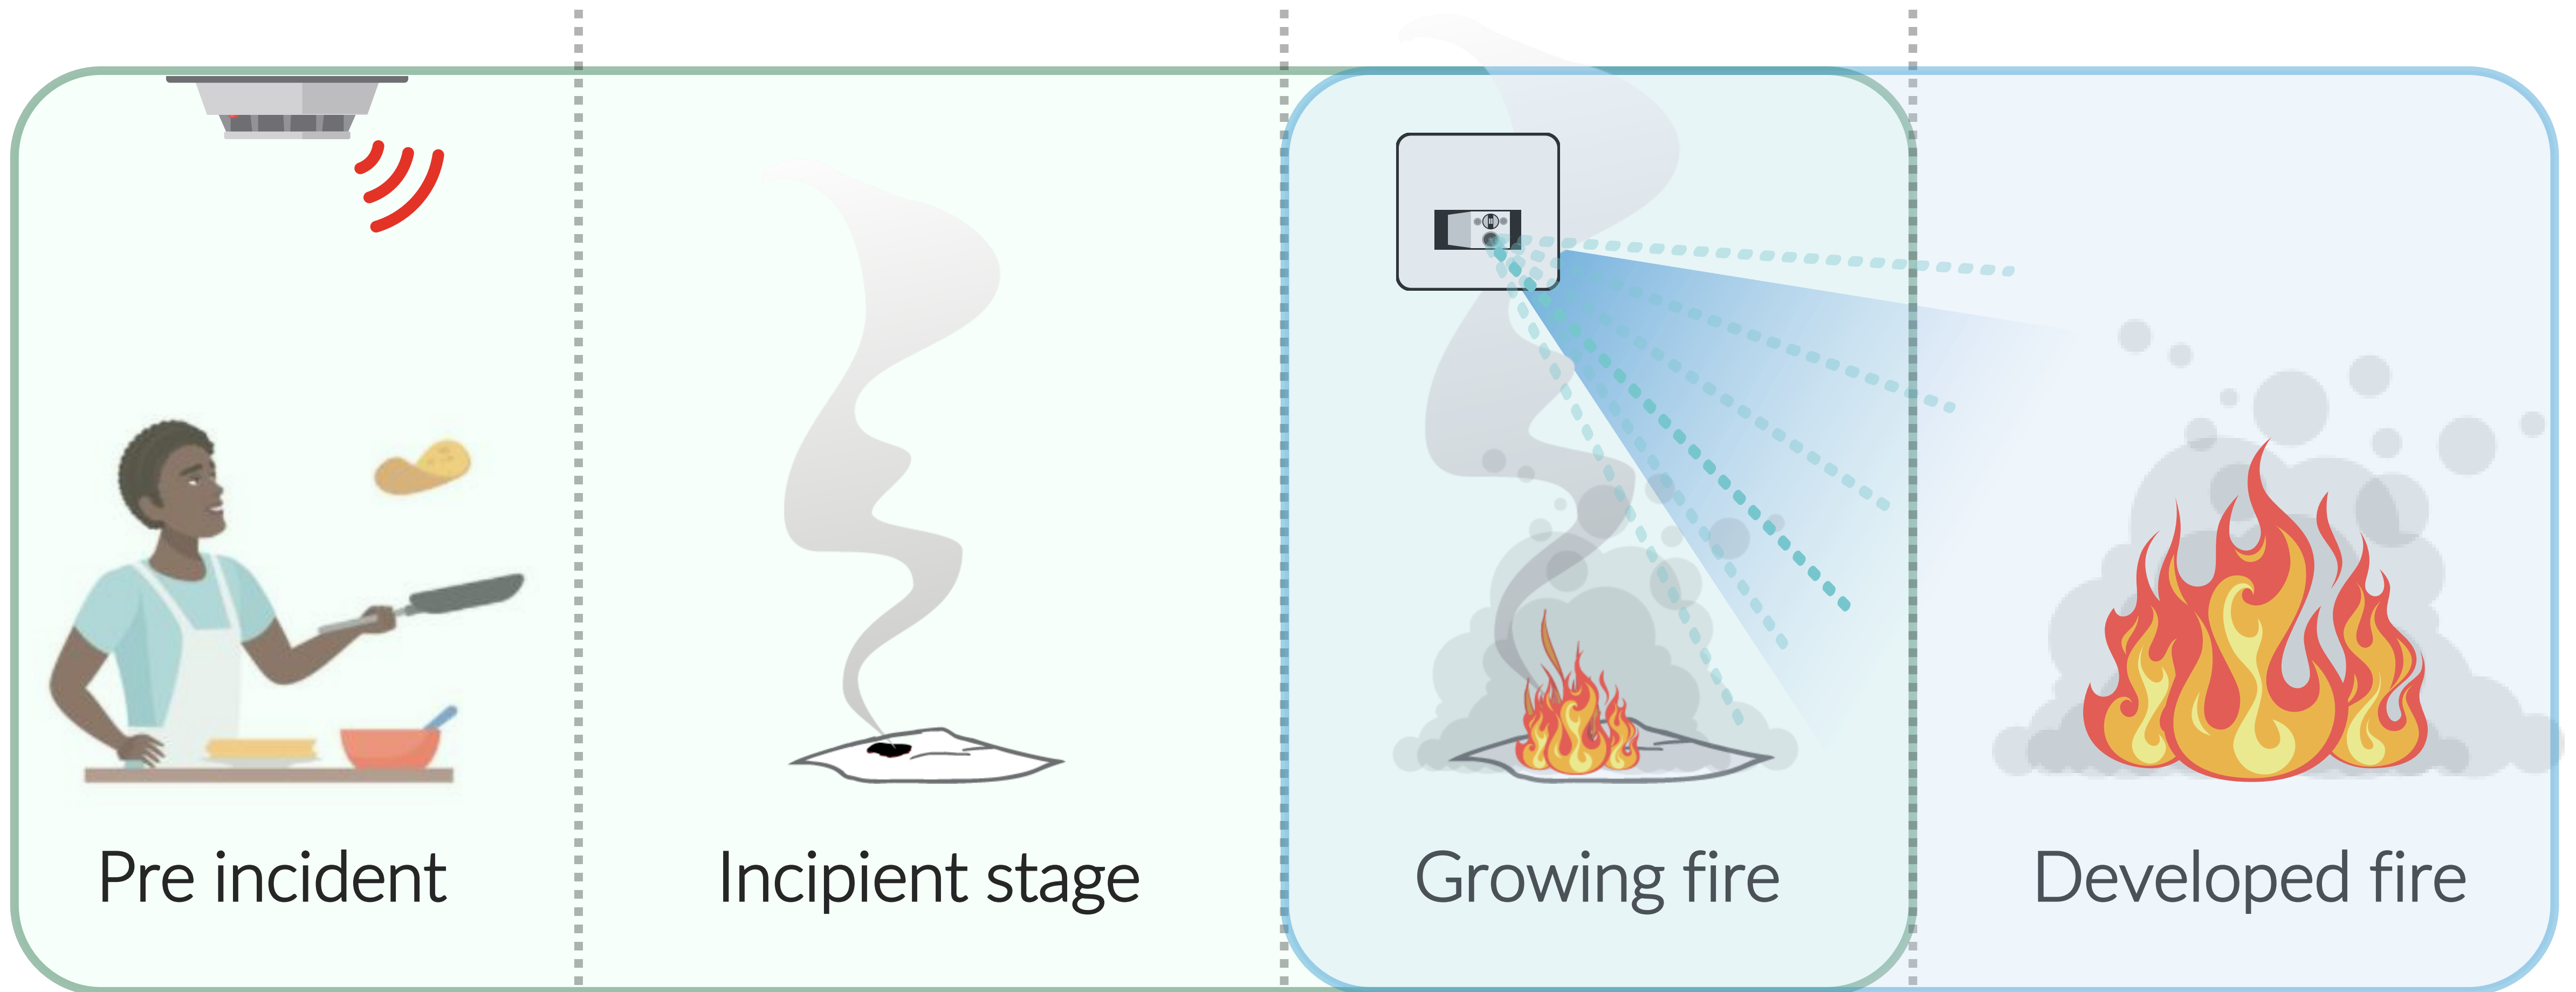 Pre incident
Incipient stage
Growing fire
Developed fire